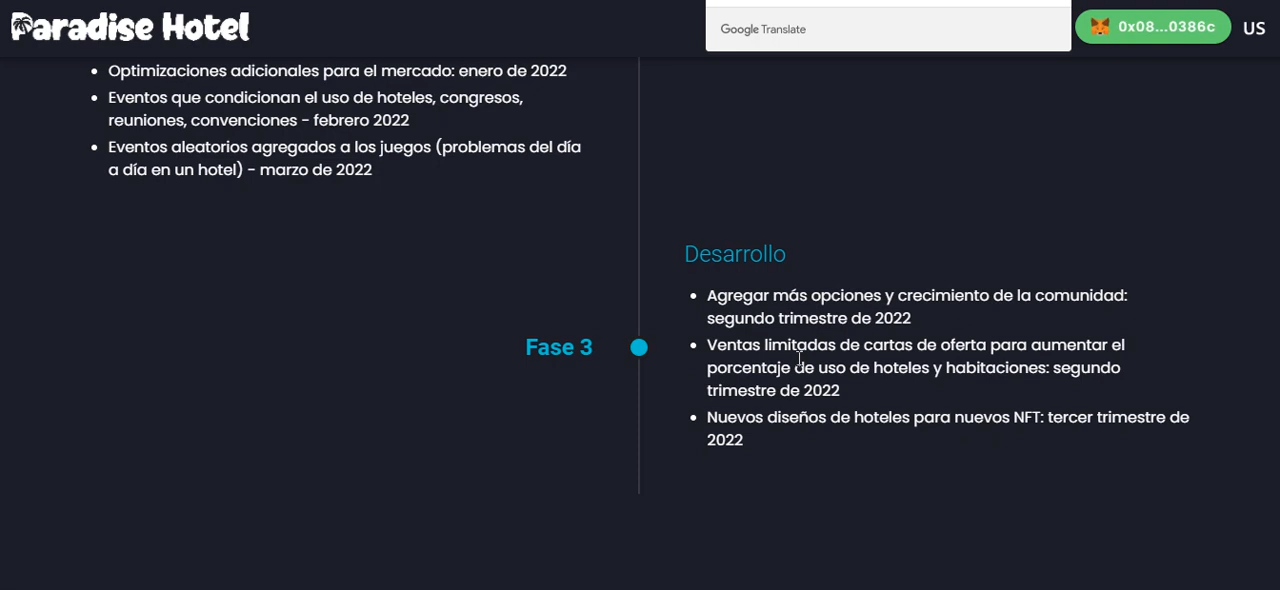 Paradise Hotel
Google Translate
0x08...0386c
US
Optimizaciones adicionales para el mercado: enero de 2022
Eventos que condicionan el uso de hoteles, congresos,
reuniones, convenciones - febrero 2022
Eventos aleatorios agregados a los juegos (problemas del día
a día en un hotel) - marzo de 2022
Fase 3
Desarrollo
Agregar más opciones y crecimiento de la comunidad:
segundo trimestre de 2022
Ventas limitadas de cartas de oferta para aumentar el
porcentaje de uso de hoteles y habitaciones: segundo
trimestre de 2022
Nuevos diseños de hoteles para nuevos NFT: tercer trimestre de
2022